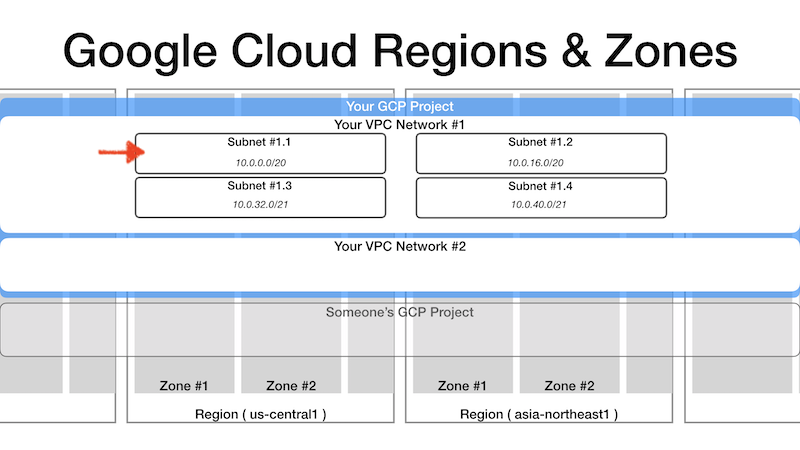 Google Cloud Regions & Zones
Your GCP Project
Your VPC Network #1
Subnet #1.1
10.0.0.0/20
Subnet #1.2
10.0.16.0/20
Subnet #1.3
10.0.32.0/21
Subnet #1.4
10.0.40.0/21
Your VPC Network #2
Someone's GCP Project
Zone #1
Zone #2
Zone #1
Zone #2
Region ( us-central1 )
Region ( asia-northeast1 )